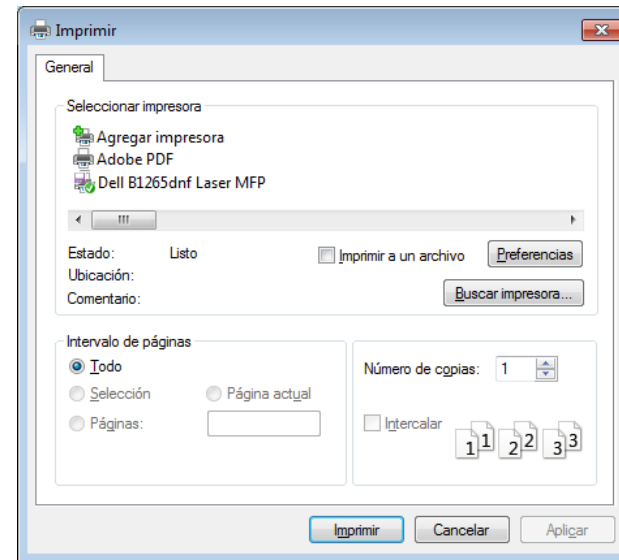 Imprimir
General
Seleccionar impresora
Agregar impresora
Adobe PDF
Dell B1265dnf Laser MFP
Estado: Listo
Imprimir a un archivo
Preferencias
Ubicación:
Comentario:
Buscar impresora...
Intervalo de páginas
Todo
Selección
Página actual
Páginas:
Número de copias: 1
Intercalar
1 1 2 2 3 3
Imprimir
Cancelar
Aplicar